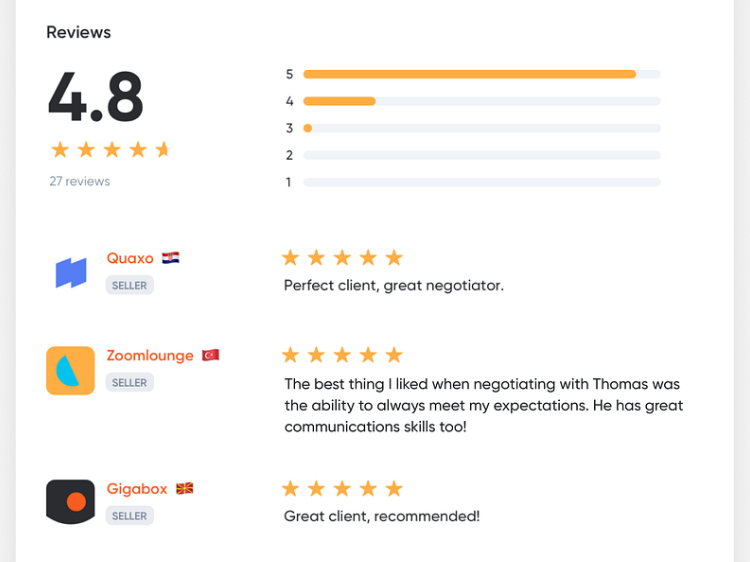 Reviews
4.8
27 reviews
5
4
3
2
1
Quaxo
SELLER
Perfect client, great negotiator.
Zoomlounge
SELLER
The best thing I liked when negotiating with Thomas was
the ability to always meet my expectations. He has great
communications skills too!
Gigabox
SELLER
Great client, recommended!